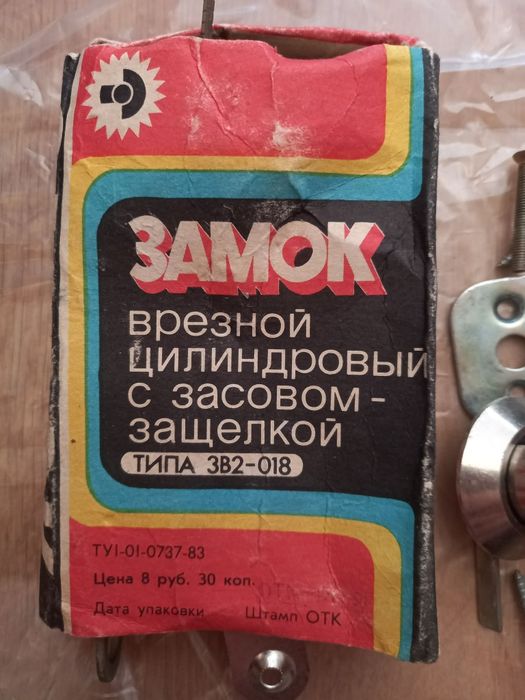 ЗАМОК
врезной
цилиндровый
с засовом-
защелкой
ТИПА ЗВ2-018
ТУ1-01-0737-83
Цена 8 руб. 30 коп.
Дата упаковки Штамп ОТК